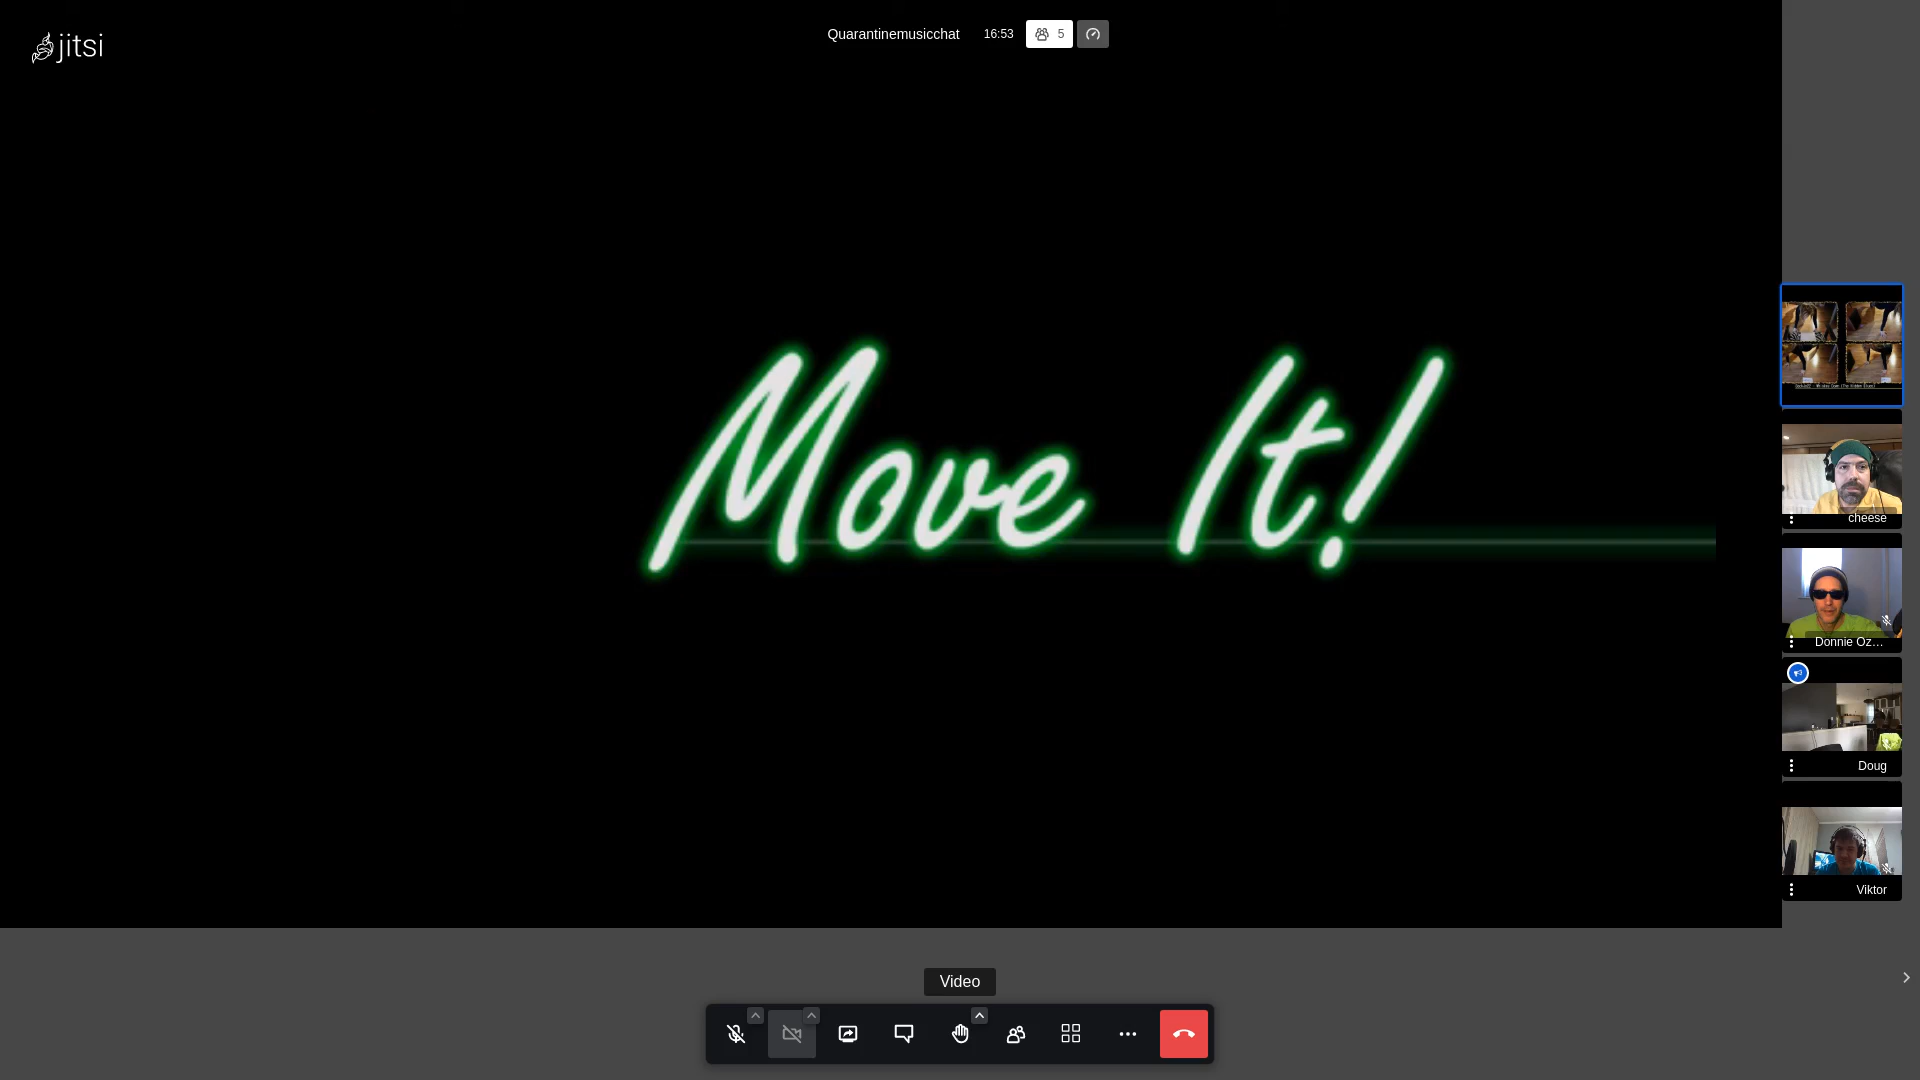 jitsi
Quarantinemusicchat 16:53 5
Move It!
cheese
Donnie Oz...
Doug
Viktor
Video